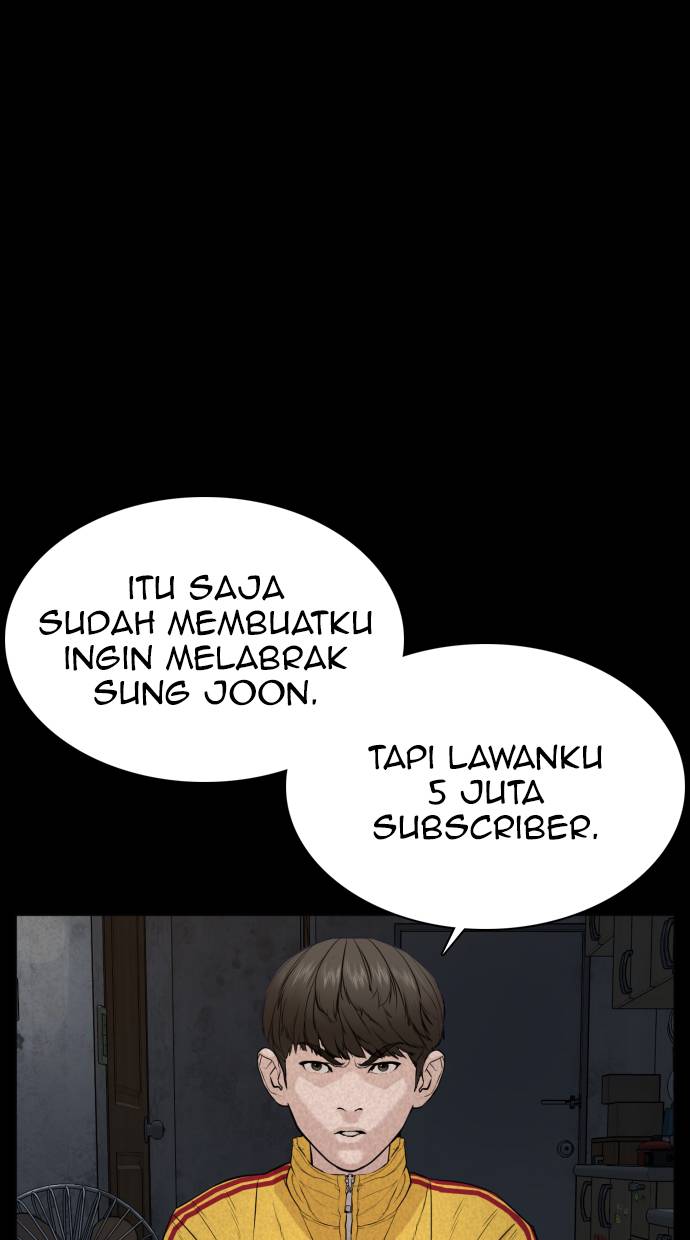 ITU SAJA
SUDAH MEMBUATKU
INGIN MELABRAK
SUNG JOON.
TAPI LAWANKU
5 JUTA
SUBSCRIBER.